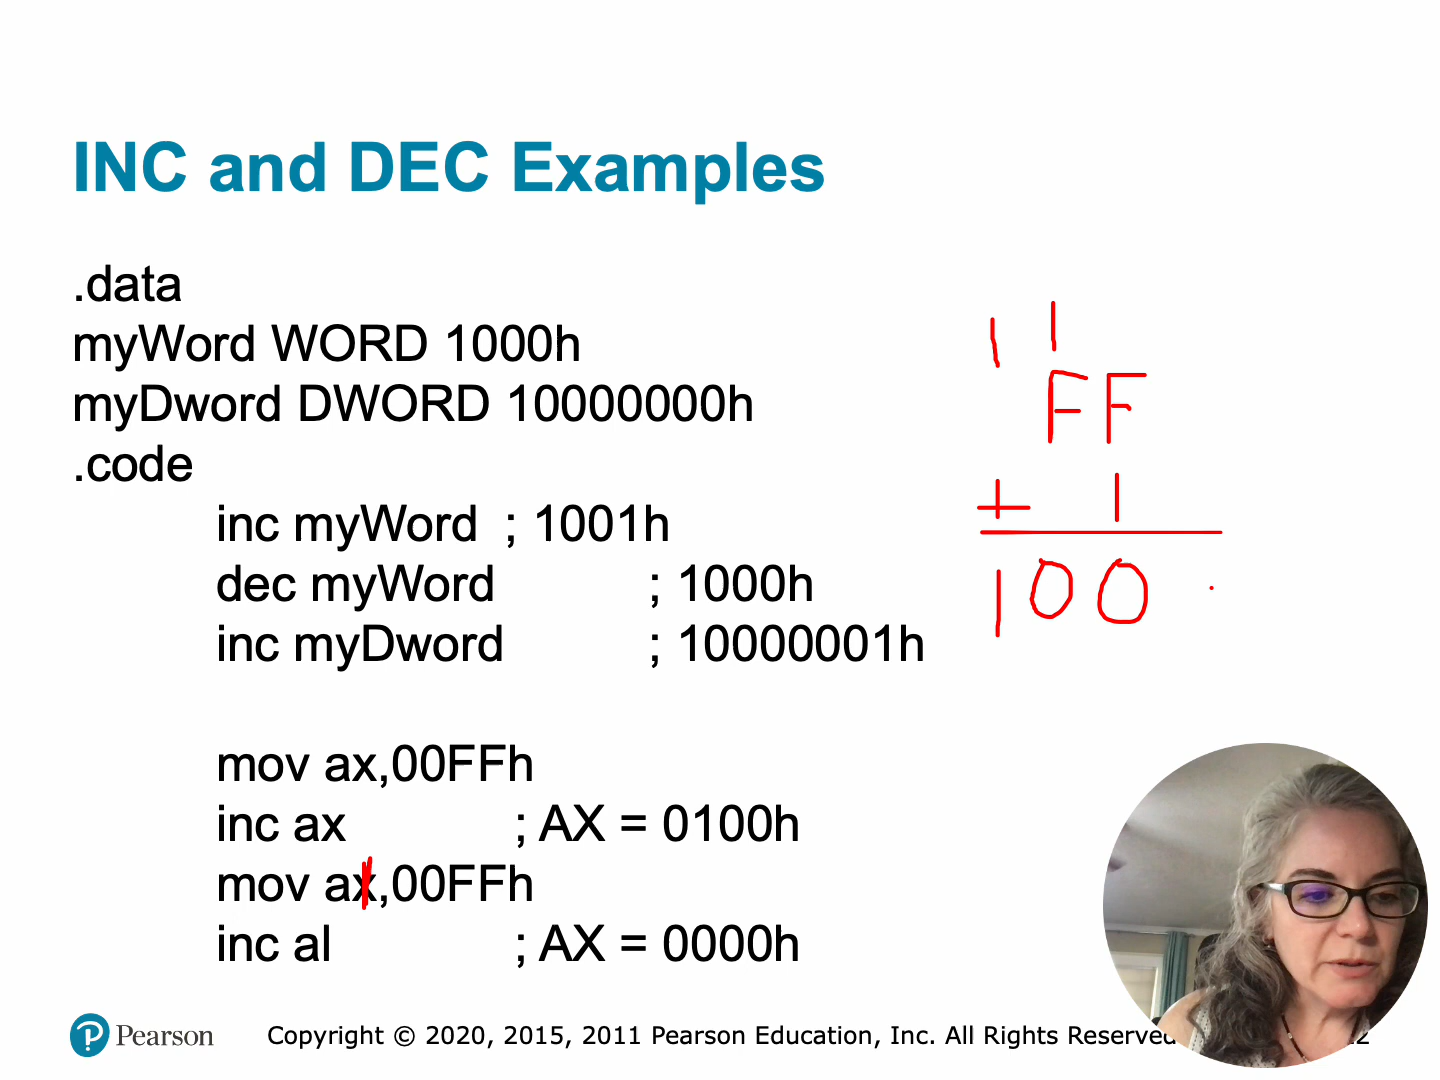 INC and DEC Examples
.data
myWord WORD 1000h
myDword DWORD 10000000h
.code
inc myWord ; 1001h
dec myWord ; 1000h
inc myDword ; 10000001h
mov ax,00FFh
inc ax ; AX = 0100h
mov ax,00FFh
inc al ; AX = 0000h
1 1
FF
+ 1
100
Pearson
Copyright © 2020, 2015, 2011 Pearson Education, Inc. All Rights